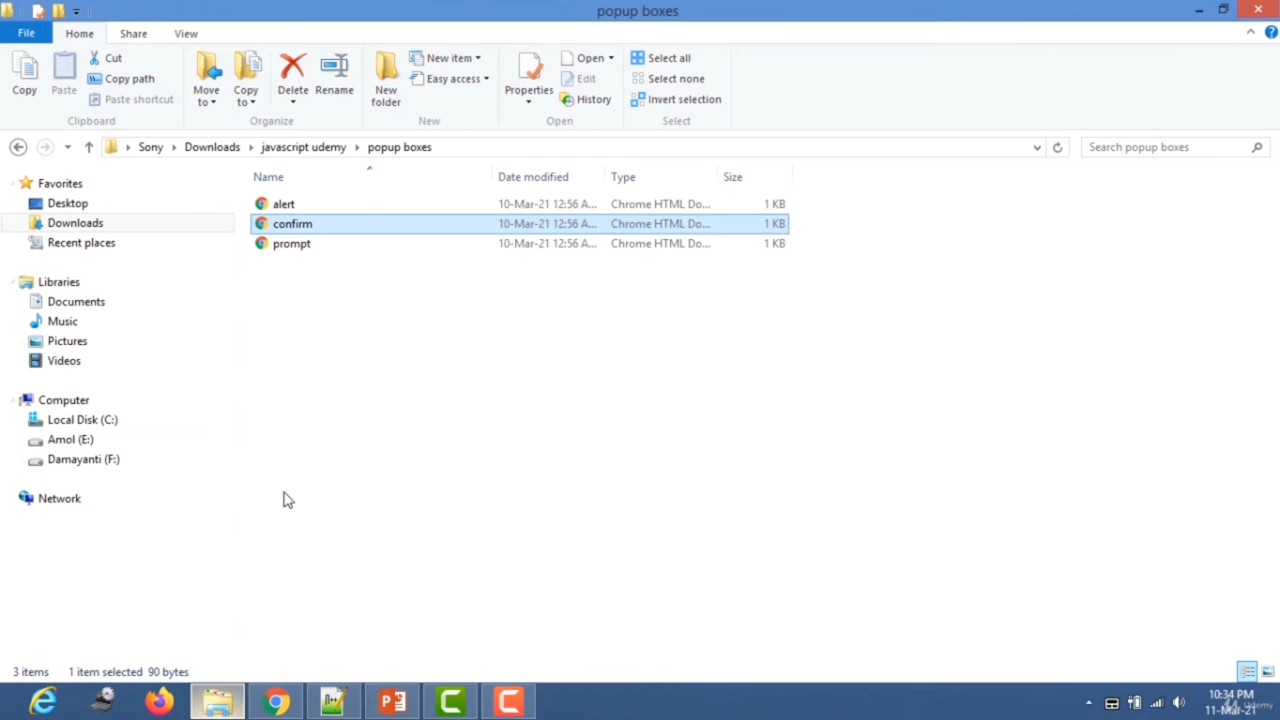 popup boxes
File Home Share View
Copy Paste Cut Copy path Paste shortcut Move to Copy to Delete Rename New folder New item Easy access Properties Open Edit History Select all Select none Invert selection
Clipboard Organize New Open Select
Sony Downloads javascript udemy popup boxes Search popup boxes
Name Date modified Type Size
alert 10-Mar-21 12:56 A... Chrome HTML Do... 1 KB
confirm 10-Mar-21 12:56 A... Chrome HTML Do... 1 KB
prompt 10-Mar-21 12:56 A... Chrome HTML Do... 1 KB
Favorites
Desktop
Downloads
Recent places
Libraries
Documents
Music
Pictures
Videos
Computer
Local Disk (C:)
Amol (E:)
Damayanti (F:)
Network
3 items 1 item selected 90 bytes
10:34 PM
11-Mar-21
Udemy